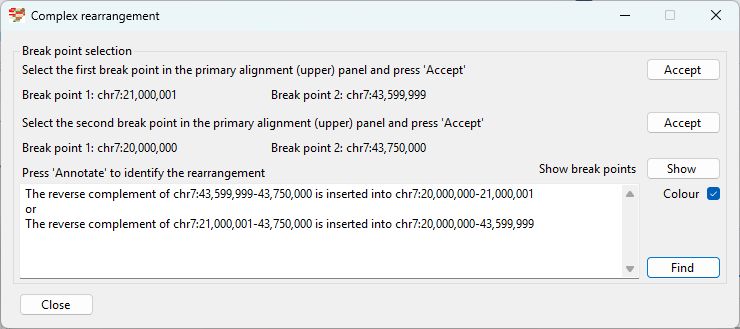 Complex rearrangement
Break point selection
Select the first break point in the primary alignment (upper) panel and press 'Accept'
Accept
Break point 1: chr7:21,000,001
Break point 2: chr7:43,599,999
Select the second break point in the primary alignment (upper) panel and press 'Accept'
Accept
Break point 1: chr7:20,000,000
Break point 2: chr7:43,750,000
Press 'Annotate' to identify the rearrangement
Show break points
Show
The reverse complement of chr7:43,599,999-43,750,000 is inserted into chr7:20,000,000-21,000,001
Colour
or
The reverse complement of chr7:21,000,001-43,750,000 is inserted into chr7:20,000,000-43,599,999
Find
Close